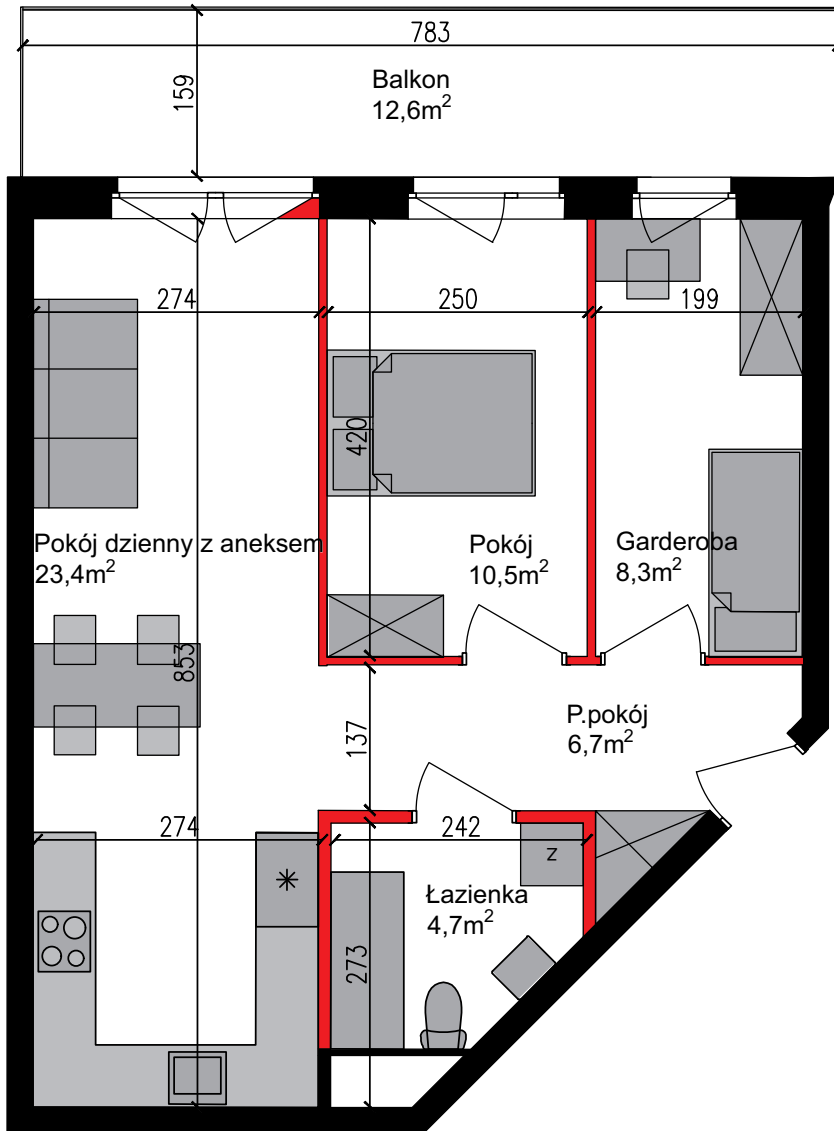 783
159
Balkon
12,6m²
274
250
199
420
Pokój dzienny z aneksem
23,4m²
Pokój
10,5m²
Garderoba
8,3m²
853
137
P.pokój
6,7m²
274
242
Z
Łazienka
4,7m²
273